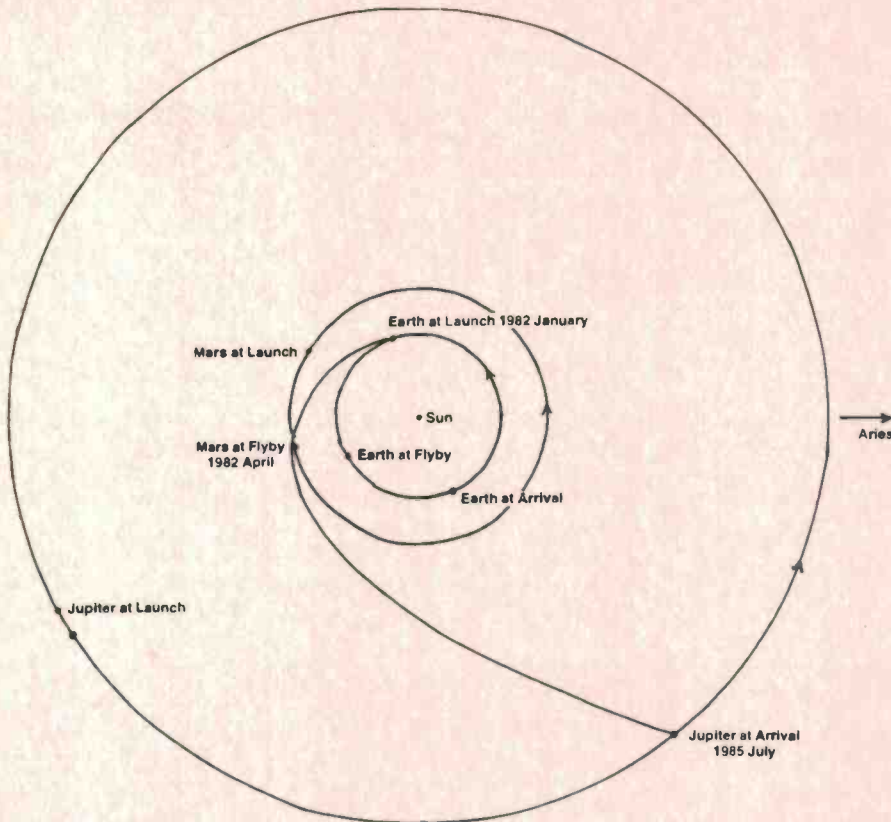 Earth at Launch 1982 January
Mars at Launch
Sun
Aries
Mars at Flyby
1982 April
Earth at Flyby
Earth at Arrival
Jupiter at Launch
Jupiter at Arrival
1985 July